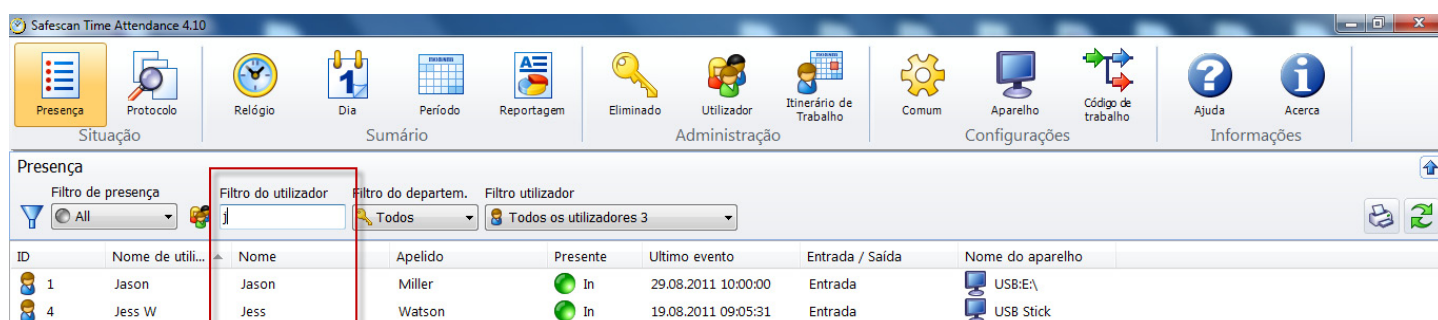 Safescan Time Attendance 4.10
Presença Protocolo Relógio Dia Período Reportagem Eliminado Utilizador Itinerário de Trabalho Comum Aparelho Código de trabalho Ajuda Acerca
Situação Sumário Administração Configurações Informações
Presença
Filtro de presença Filtro do utilizador Filtro do departem. Filtro utilizador
All j Todos Todos os utilizadores 3
ID Nome de utili... Nome Apelido Presente Ultimo evento Entrada / Saída Nome do aparelho
1 Jason Jason Miller In 29.08.2011 10:00:00 Entrada USB:E:\
4 Jess W Jess Watson In 19.08.2011 09:05:31 Entrada USB Stick